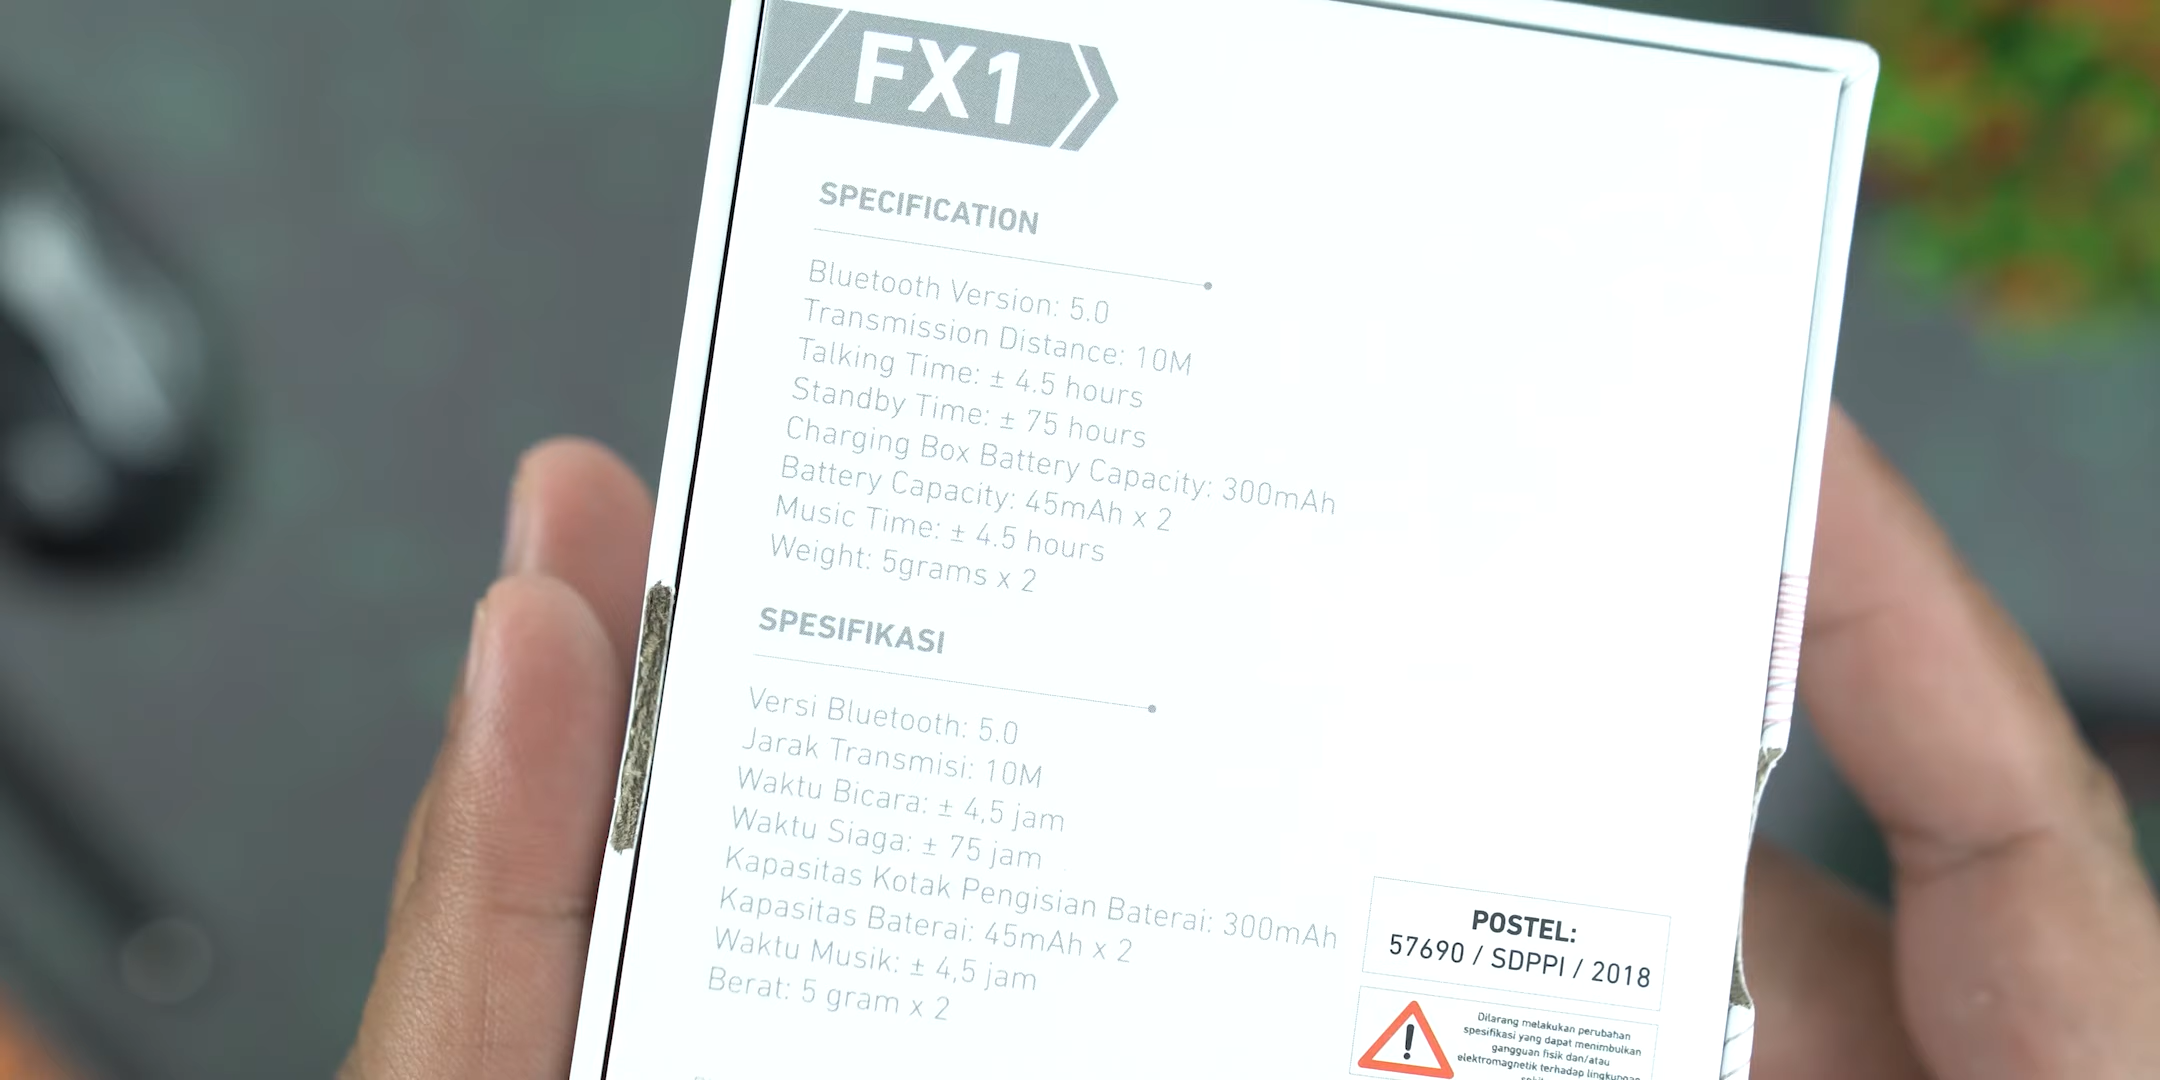 FX1
SPECIFICATION
Bluetooth Version: 5.0
Transmission Distance: 10M
Talking Time: ± 4.5 hours
Standby Time: ± 75 hours
Charging Box Battery Capacity: 300mAh
Battery Capacity: 45mAh x 2
Music Time: ± 4.5 hours
Weight: 5grams x 2
SPESIFIKASI
Versi Bluetooth: 5.0
Jarak Transmisi: 10M
Waktu Bicara: ± 4,5 jam
Waktu Siaga: ± 75 jam
Kapasitas Kotak Pengisian Baterai: 300mAh
Kapasitas Baterai: 45mAh x 2
Waktu Musik: ± 4,5 jam
Berat: 5 gram x 2
POSTEL:
57690 / SDPPI / 2018
Dilarang melakukan perubahan
spesifikasi yang dapat menimbulkan
gangguan fisik dan/atau
elektromagnetik terhadap lingkungan